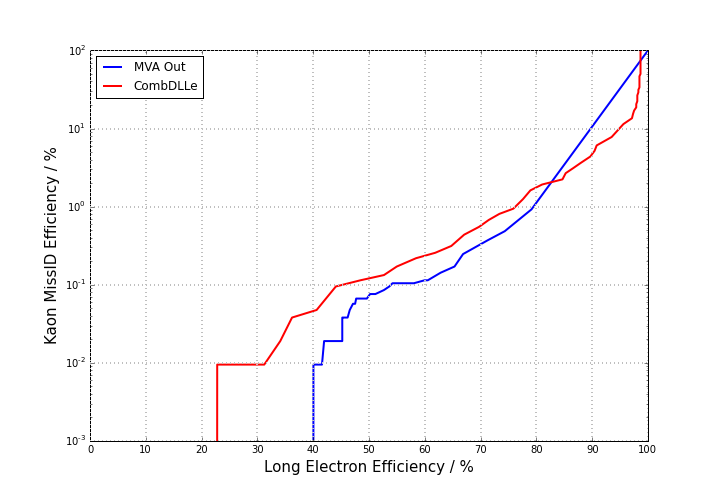 10^2
MVA Out
CombDLLe
10^1
10^0
10^-1
10^-2
10^-3
Kaon MissID Efficiency / %
0 10 20 30 40 50 60 70 80 90 100
Long Electron Efficiency / %